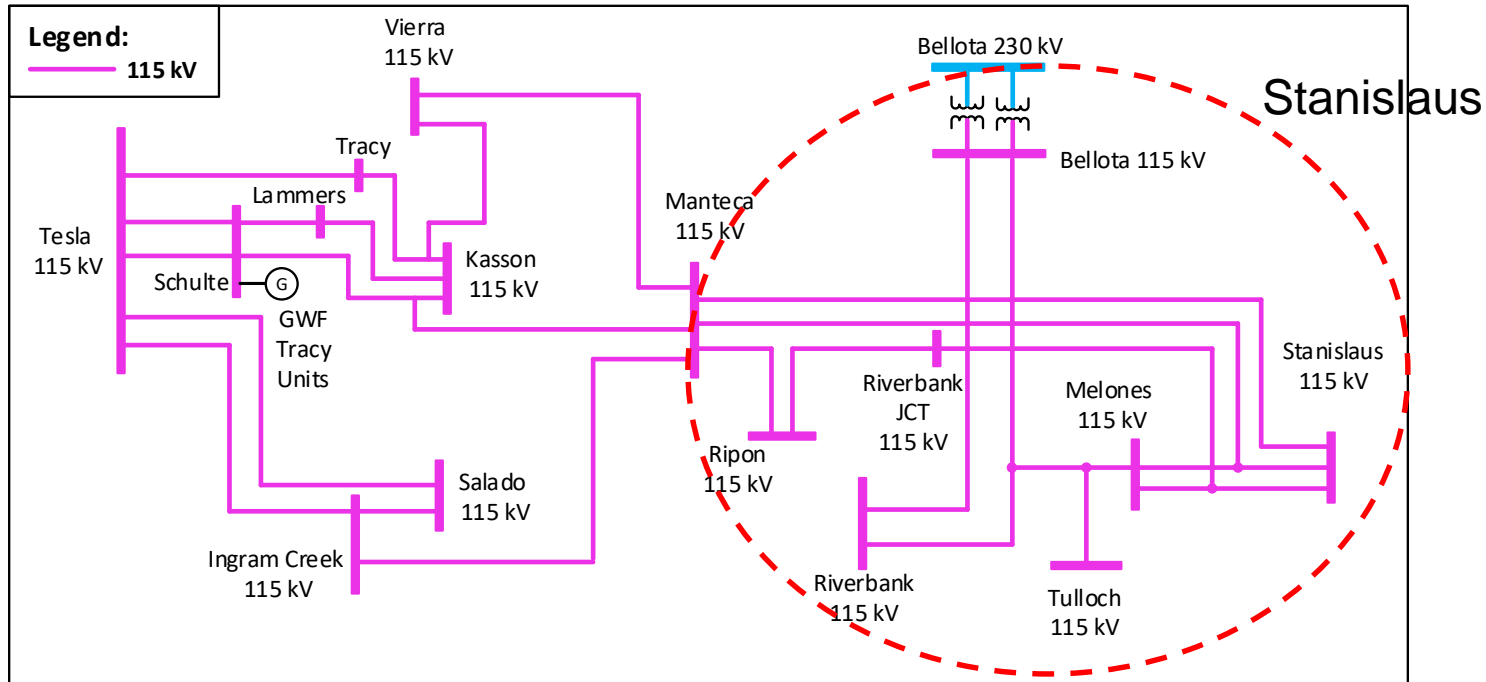 Legend:
115 kV
Vierra
115 kV
Bellota 230 kV
Stanislaus
Tracy
Bellota 115 kV
Lammers
Manteca
115 kV
Tesla
115 kV
Kasson
115 kV
Schulte
G
GWF
Tracy
Units
Stanislaus
115 kV
Riverbank
JCT
115 kV
Melones
115 kV
Ripon
115 kV
Salado
115 kV
Ingram Creek
115 kV
Riverbank
115 kV
Tulloch
115 kV